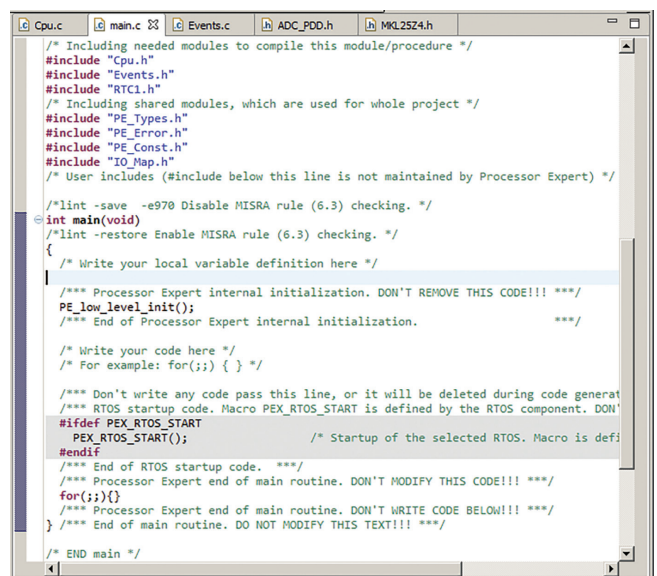 Cpu.c main.c Events.c ADC_PDD.h MKL25Z4.h
/* Including needed modules to compile this module/procedure */
#include "Cpu.h"
#include "Events.h"
#include "RTC1.h"
/* Including shared modules, which are used for whole project */
#include "PE_Types.h"
#include "PE_Error.h"
#include "PE_Const.h"
#include "IO_Map.h"
/* User includes (#include below this line is not maintained by Processor Expert) */
/*lint -save  -e970 Disable MISRA rule (6.3) checking. */
int main(void)
/*lint -restore Enable MISRA rule (6.3) checking. */
{
/* Write your local variable definition here */
/*** Processor Expert internal initialization. DON'T REMOVE THIS CODE!!! ***/
PE_low_level_init();
/*** End of Processor Expert internal initialization.                    ***/
/* Write your code here */
/* For example: for(;;) { } */
/*** Don't write any code pass this line, or it will be deleted during code generat
/*** RTOS startup code. Macro PEX_RTOS_START is defined by the RTOS component. DON'
#ifdef PEX_RTOS_START
PEX_RTOS_START();                  /* Startup of the selected RTOS. Macro is defi
#endif
/*** End of RTOS startup code.  ***/
/*** Processor Expert end of main routine. DON'T MODIFY THIS CODE!!! ***/
for(;;){}
/*** Processor Expert end of main routine. DON'T WRITE CODE BELOW!!! ***/
} /*** End of main routine. DO NOT MODIFY THIS TEXT!!! ***/
/* END main */